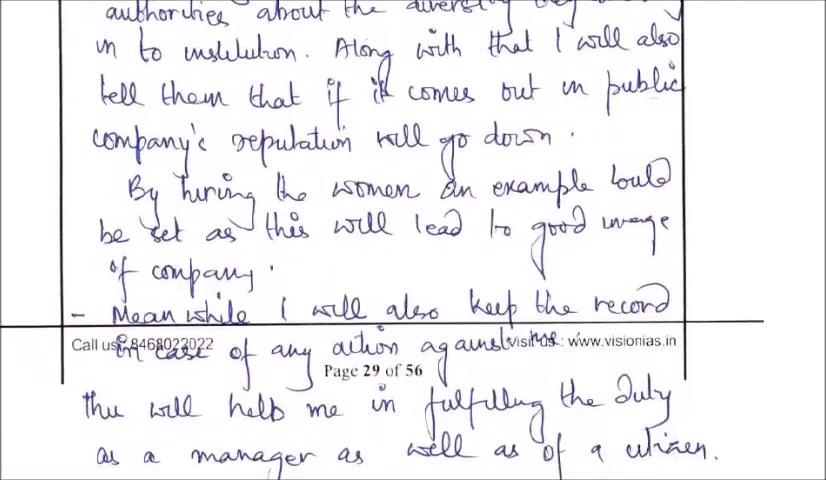 authorities about the diversity they
in to institution. Along with that I will also
tell them that if it comes out in public
company's reputation will go down.
By hiring the women an example could
be set as this will lead to good image
of company.
- Mean while I will also keep the record
in case of any action against me.
Call us: 8468022022 Visit us: www.visionias.in
Page 29 of 56
this will help me in fulfilling the duty
as a manager as well as of a citizen.